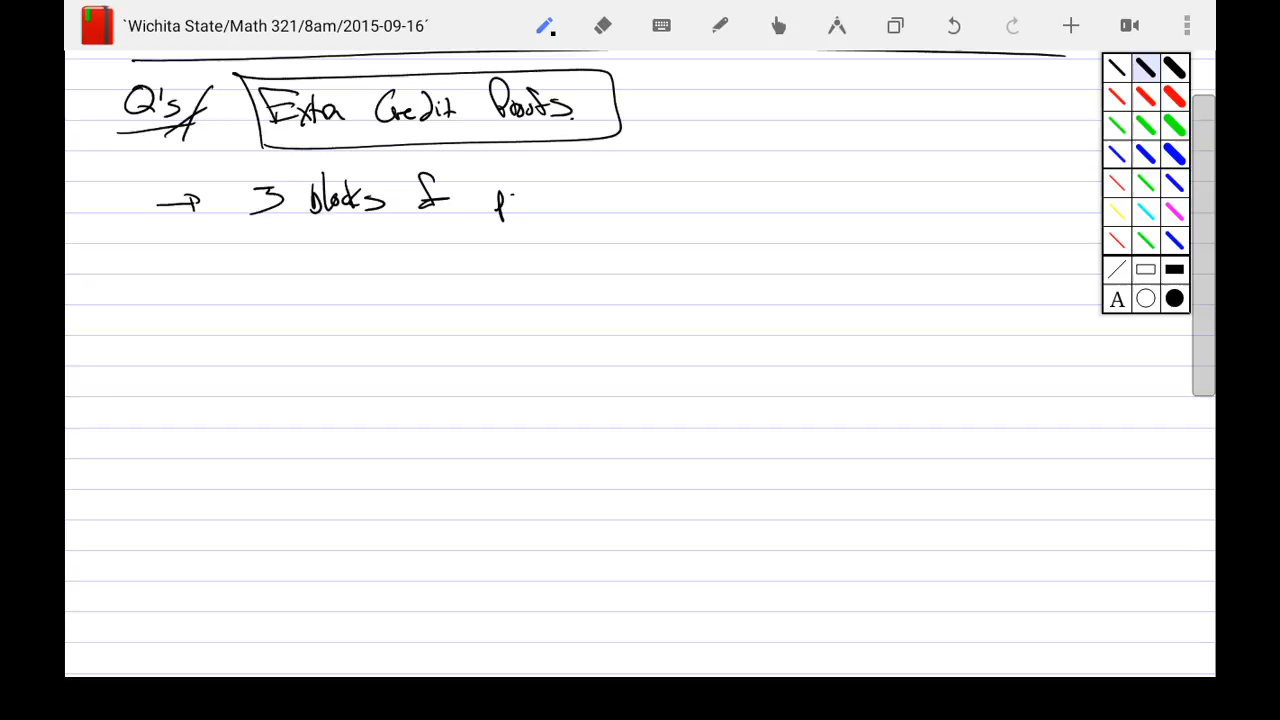 `Wichita State/Math 321/8am/2015-09-16´
Q's Extra Credit Proofs.
→ 3 blocks of p
A